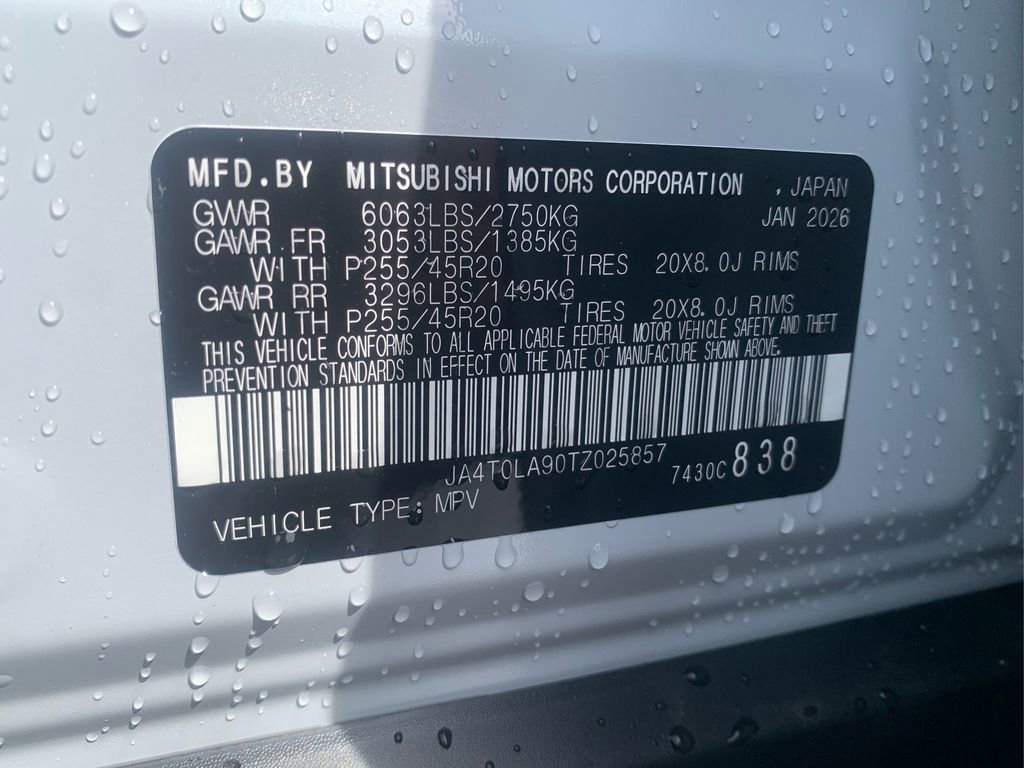 MFD.BY MITSUBISHI MOTORS CORPORATION , JAPAN
GVWR 6063LBS/2750KG JAN 2026
GAWR FR 3053LBS/1385KG
WITH P255/45R20 TIRES 20X8.0J RIMS
GAWR RR 3296LBS/1495KG
WITH P255/45R20 TIRES 20X8.0J RIMS
THIS VEHICLE CONFORMS TO ALL APPLICABLE FEDERAL MOTOR VEHICLE SAFETY AND THEFT
PREVENTION STANDARDS IN EFFECT ON THE DATE OF MANUFACTURE SHOWN ABOVE.
JA4T0LA90TZ025857 7430C 838
VEHICLE TYPE: MPV